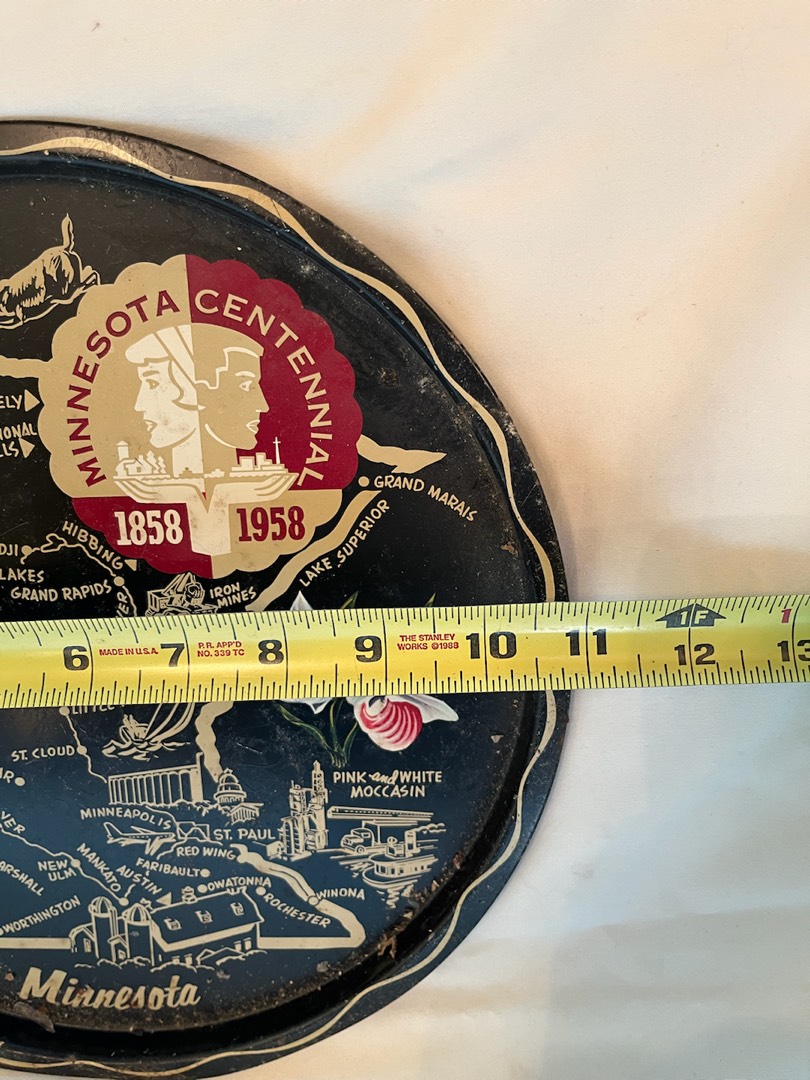 MINNESOTA CENTENNIAL
1858 1958
ELY
GRAND MARAIS
LAKE SUPERIOR
HIBBING
LAKES
GRAND RAPIDS
IRON
MINES
6 MADE IN U.S.A. 7 P.R. APP'D NO. 339 TC 8 9 THE STANLEY WORKS ©1988 10 11 1F 12 1 13
ST. CLOUD
PINK and WHITE
MOCCASIN
MINNEAPOLIS
ST. PAUL
RED WING
NEW
ULM
MANKATO
FARIBAULT
AUSTIN
OWATONNA
WINONA
ROCHESTER
WORTHINGTON
Minnesota